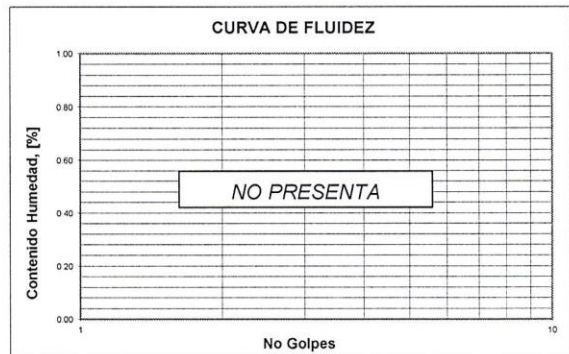 CURVA DE FLUIDEZ
Contenido Humedad, [%]
1.00
0.80
0.60
0.40
0.20
0.00
NO PRESENTA
1
10
No Golpes